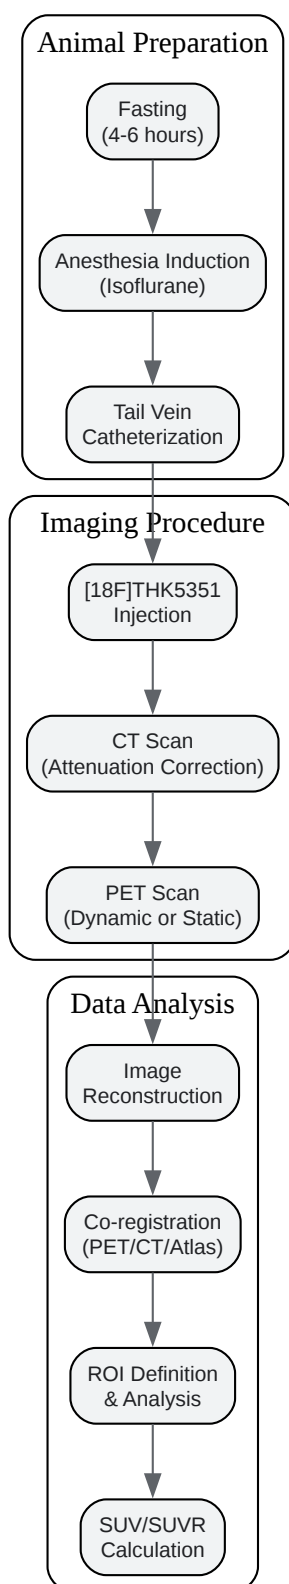 Animal Preparation
Fasting
(4-6 hours)
Anesthesia Induction
(Isoflurane)
Tail Vein
Catheterization
Imaging Procedure
[18F]THK5351
Injection
CT Scan
(Attenuation Correction)
PET Scan
(Dynamic or Static)
Data Analysis
Image
Reconstruction
Co-registration
(PET/CT/Atlas)
ROI Definition
& Analysis
SUV/SUVR
Calculation